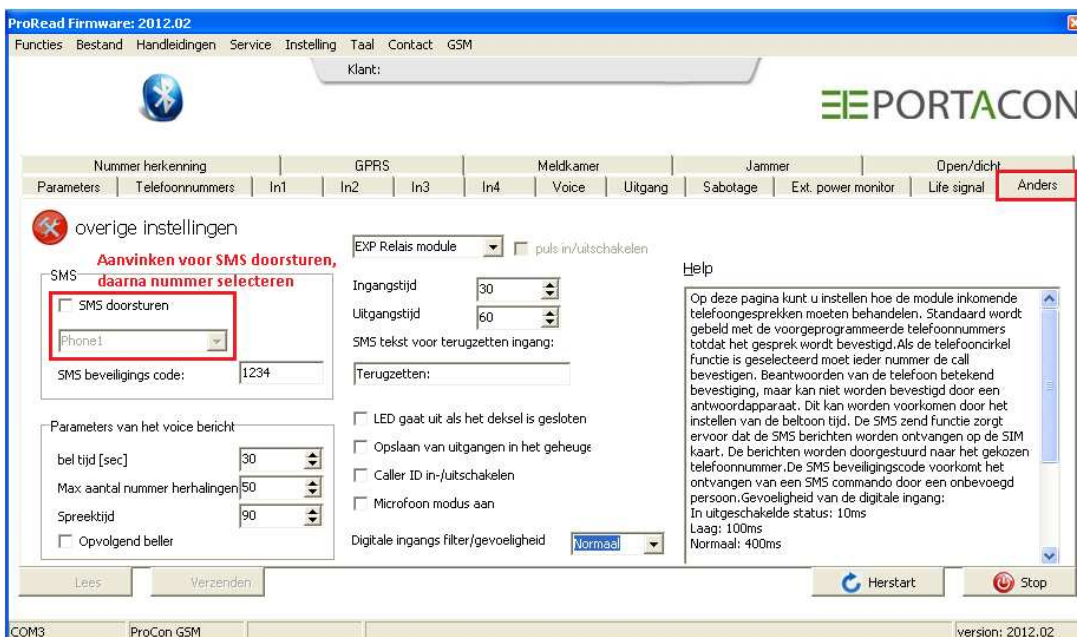 ProRead Firmware: 2012.02
Functies Bestand Handleidingen Service Instelling Taal Contact GSM
Klant:
PORTACON
Nummer herkenning GPRS Meldkamer Jammer Open/dicht
Parameters Telefoonnummers In1 In2 In3 In4 Voice Uitgang Sabotage Ext. power monitor Life signal Anders
overige instellingen
Aanvinken voor SMS doorsturen,
daarna nummer selecteren
SMS
SMS doorsturen
Phone1
SMS beveiligings code: 1234
Parameters van het voice bericht
bel tijd [sec] 30
Max aantal nummer herhalingen 50
Spreektijd 90
Opvolgend beller
EXP Relais module puls in/uitschakelen
Ingangstijd 30
Uitgangstijd 60
SMS tekst voor terugzetten ingang:
Terugzetten:
LED gaat uit als het deksel is gesloten
Opslaan van uitgangen in het geheuge
Caller ID in-/uitschakelen
Microfoon modus aan
Digitale ingangs filter/gevoeligheid Normaal
Help
Op deze pagina kunt u instellen hoe de module inkomende
telefoongesprekken moeten behandelen. Standaard wordt
gebeld met de voorgeprogrammeerde telefoonnummers
totdat het gesprek wordt bevestigd.Als de telefooncirkel
functie is geselecteerd moet ieder nummer de call
bevestigen. Beantwoorden van de telefoon betekend
bevestiging, maar kan niet worden bevestigd door een
antwoordapparaat. Dit kan worden voorkomen door het
instellen van de beltoon tijd. De SMS zend functie zorgt
ervoor dat de SMS berichten worden ontvangen op de SIM
kaart. De berichten worden doorgestuurd naar het gekozen
telefoonnummer.De SMS beveiligingscode voorkomt het
ontvangen van een SMS commando door een onbevoegd
persoon.Gevoeligheid van de digitale ingang:
In uitgeschakelde status: 10ms
Laag: 100ms
Normaal: 400ms
Lees Verzenden Herstart Stop
COM3 ProCon GSM version: 2012.02